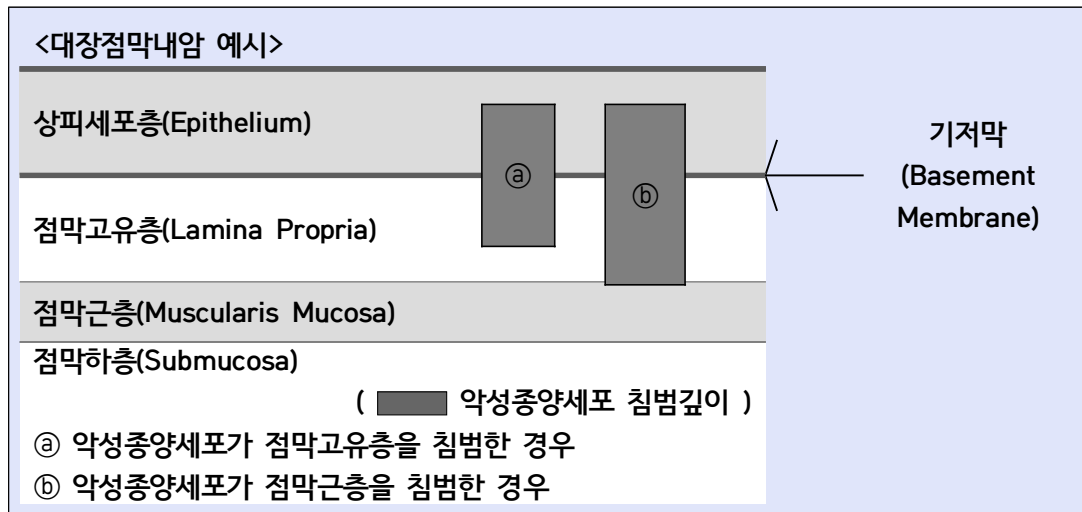 <대장점막내암 예시>
상피세포층(Epithelium)
ⓐ
ⓑ
기저막
(Basement
Membrane)
점막고유층(Lamina Propria)
점막근층(Muscularis Mucosa)
점막하층(Submucosa)
( 악성종양세포 침범깊이 )
ⓐ 악성종양세포가 점막고유층을 침범한 경우
ⓑ 악성종양세포가 점막근층을 침범한 경우